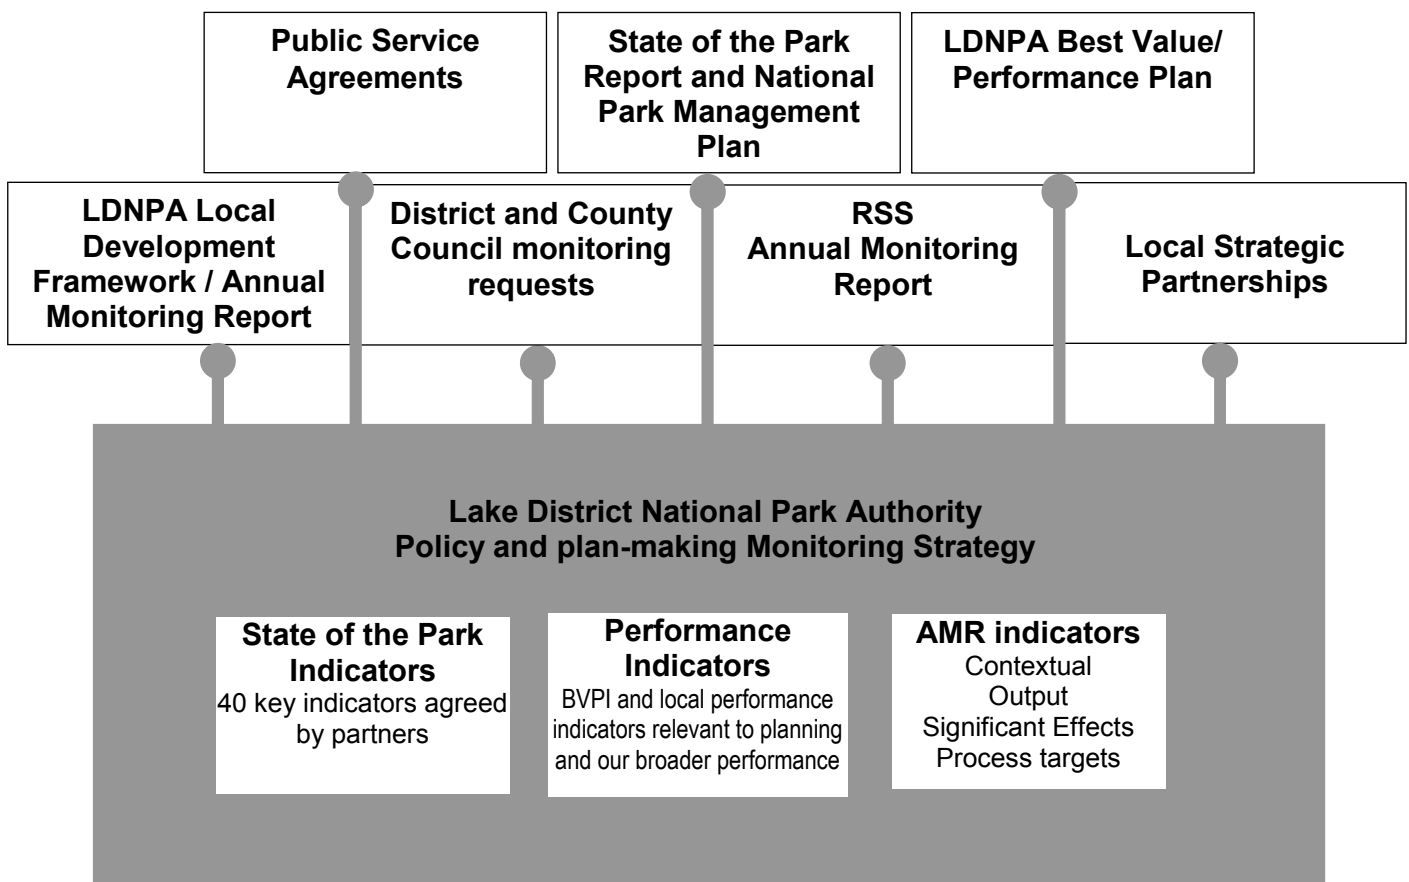 Public Service
Agreements
State of the Park
Report and National
Park Management
Plan
LDNPA Best Value/
Performance Plan
LDNPA Local
Development
Framework / Annual
Monitoring Report
District and County
Council monitoring
requests
RSS
Annual Monitoring
Report
Local Strategic
Partnerships
Lake District National Park Authority
Policy and plan-making Monitoring Strategy
State of the Park
Indicators
40 key indicators agreed
by partners
Performance
Indicators
BVPI and local performance
indicators relevant to planning
and our broader performance
AMR indicators
Contextual
Output
Significant Effects
Process targets